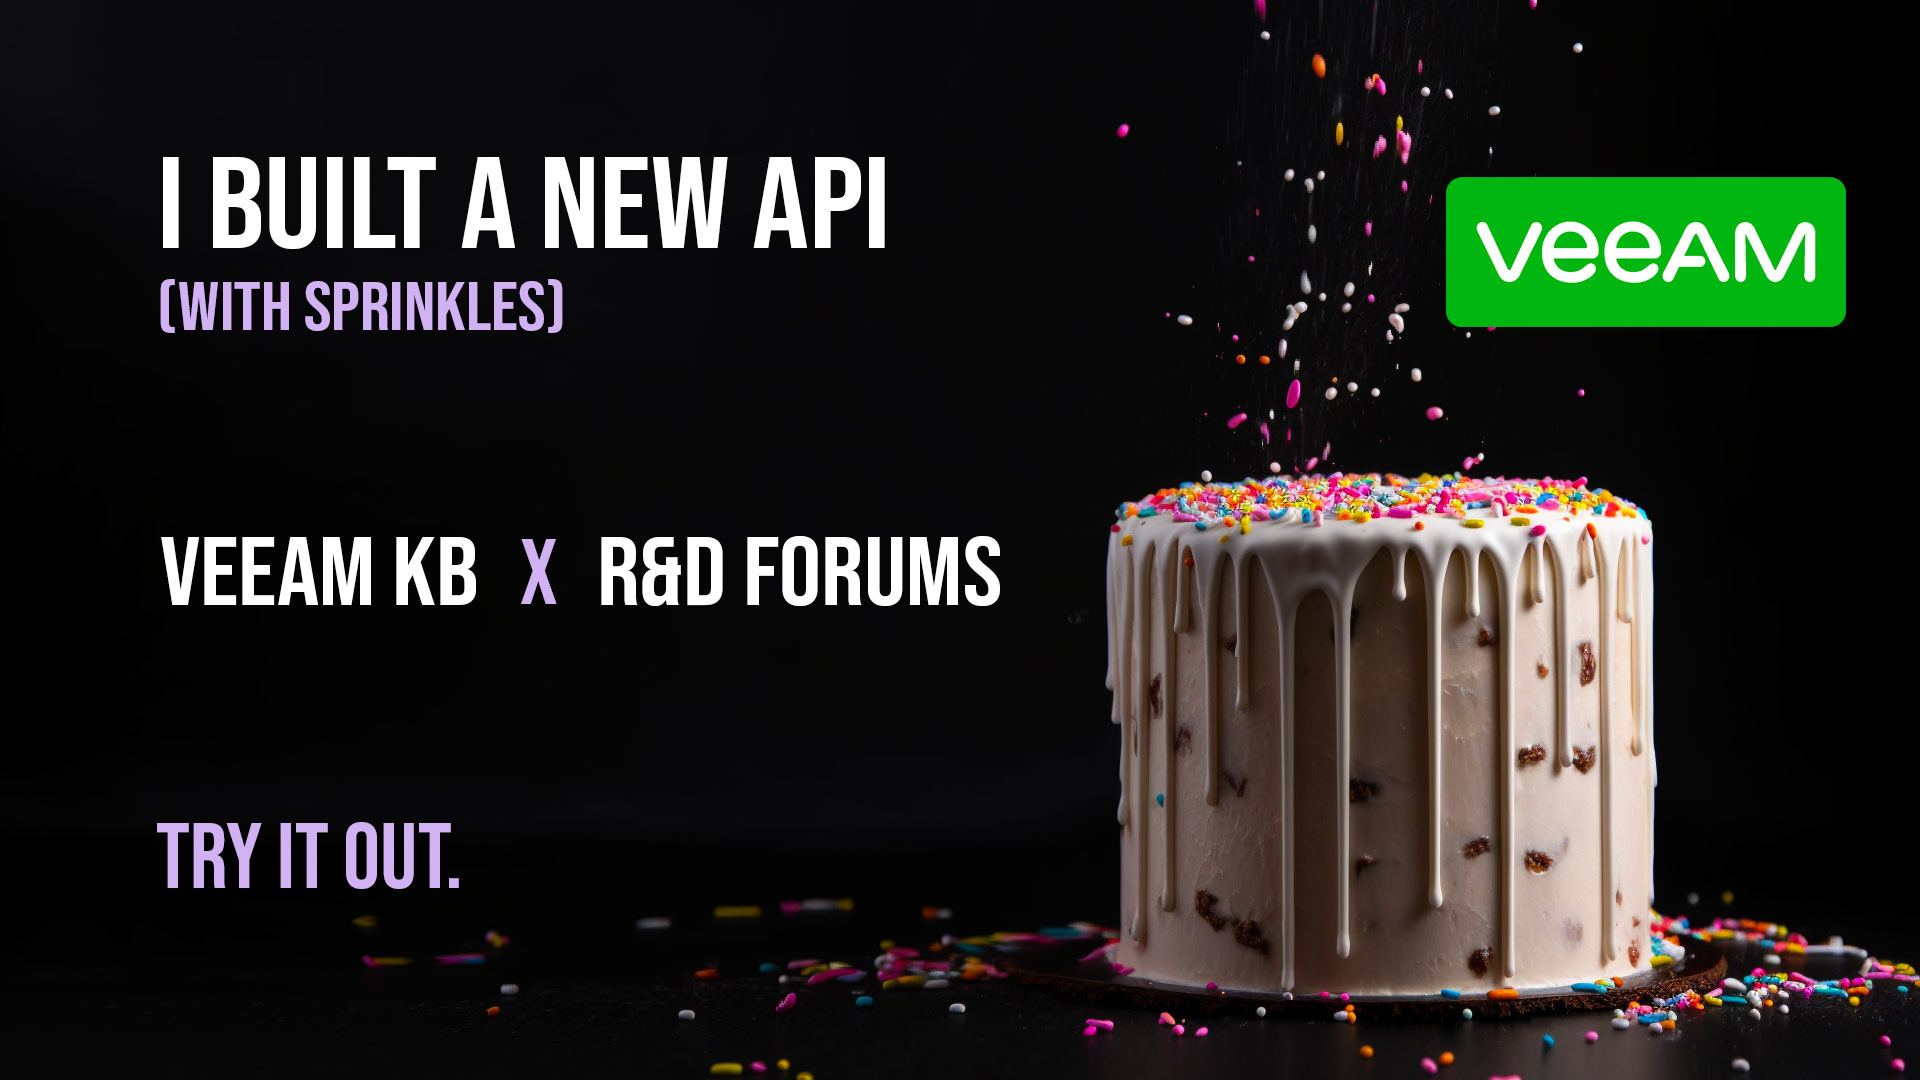 I BUILT A NEW API
(WITH SPRINKLES)
veeAM
VEEAM KB X R&D FORUMS
TRY IT OUT.